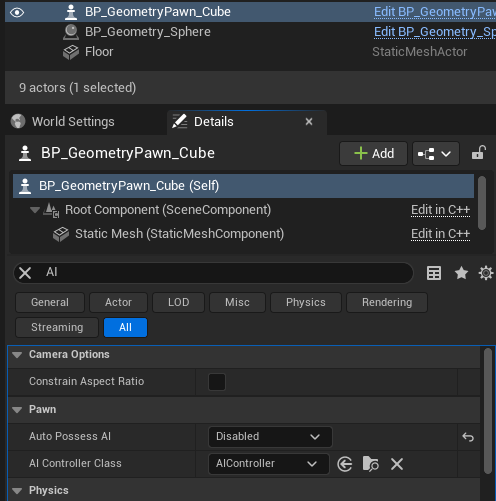 BP_GeometryPawn_Cube Edit BP_GeometryPaw
BP_Geometry_Sphere Edit BP_Geometry_Sp
Floor StaticMeshActor
9 actors (1 selected)
World Settings Details
BP_GeometryPawn_Cube Add
BP_GeometryPawn_Cube (Self)
Root Component (SceneComponent) Edit in C++
Static Mesh (StaticMeshComponent) Edit in C++
AI
General Actor LOD Misc Physics Rendering
Streaming All
Camera Options
Constrain Aspect Ratio
Pawn
Auto Possess AI Disabled
AI Controller Class AIController
Physics